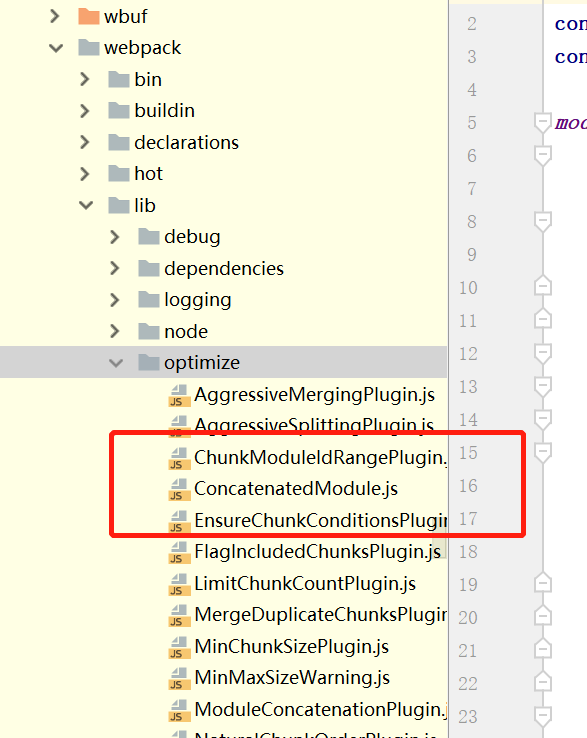 wbuf
webpack
bin
buildin
declarations
hot
lib
debug
dependencies
logging
node
optimize
AggressiveMergingPlugin.js
AggressiveSplittingPlugin.js
ChunkModuleIdRangePlugin.j
ConcatenatedModule.js
EnsureChunkConditionsPlugin
FlagIncludedChunksPlugin.js
LimitChunkCountPlugin.js
MergeDuplicateChunksPlugin
MinChunkSizePlugin.js
MinMaxSizeWarning.js
ModuleConcatenationPlugin.j
NaturalChunkOrderPlugin.js
2 con
3 con
4
5 mod
6
7
8
9
10
11
12
13
14
15
16
17
18
19
20
21
22
23